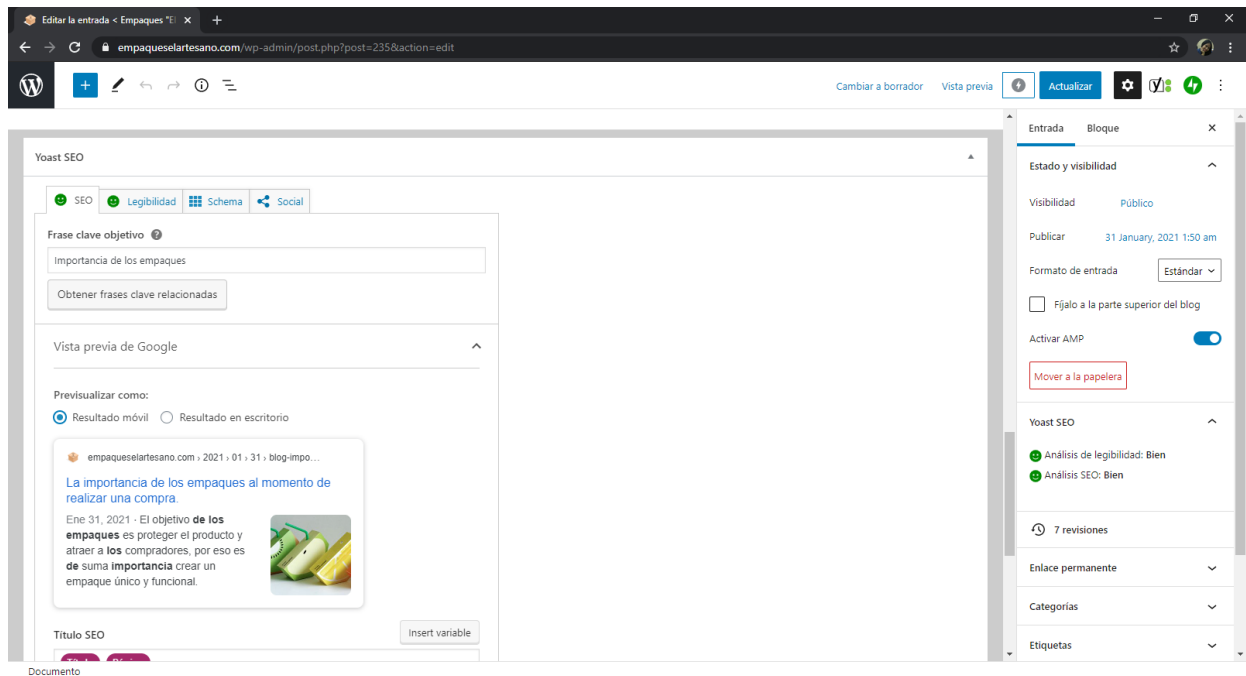 Editar la entrada < Empaques "El
empaqueselartesano.com/wp-admin/post.php?post=235&action=edit
Cambiar a borrador Vista previa Actualizar
Entrada Bloque
Yoast SEO
Estado y visibilidad
SEO Legibilidad Schema Social
Visibilidad Público
Frase clave objetivo
Publicar 31 January, 2021 1:50 am
Importancia de los empaques
Formato de entrada Estándar
Obtener frases clave relacionadas
Fíjalo a la parte superior del blog
Activar AMP
Vista previa de Google
Mover a la papelera
Previsualizar como:
Resultado móvil Resultado en escritorio
Yoast SEO
empaqueselartesano.com › 2021 › 01 › 31 › blog-impo...
Análisis de legibilidad: Bien
Análisis SEO: Bien
La importancia de los empaques al momento de
realizar una compra.
Ene 31, 2021 · El objetivo de los
empaques es proteger el producto y
atraer a los compradores, por eso es
de suma importancia crear un
empaque único y funcional.
7 revisiones
Enlace permanente
Categorías
Título SEO Insert variable
Etiquetas
Documento